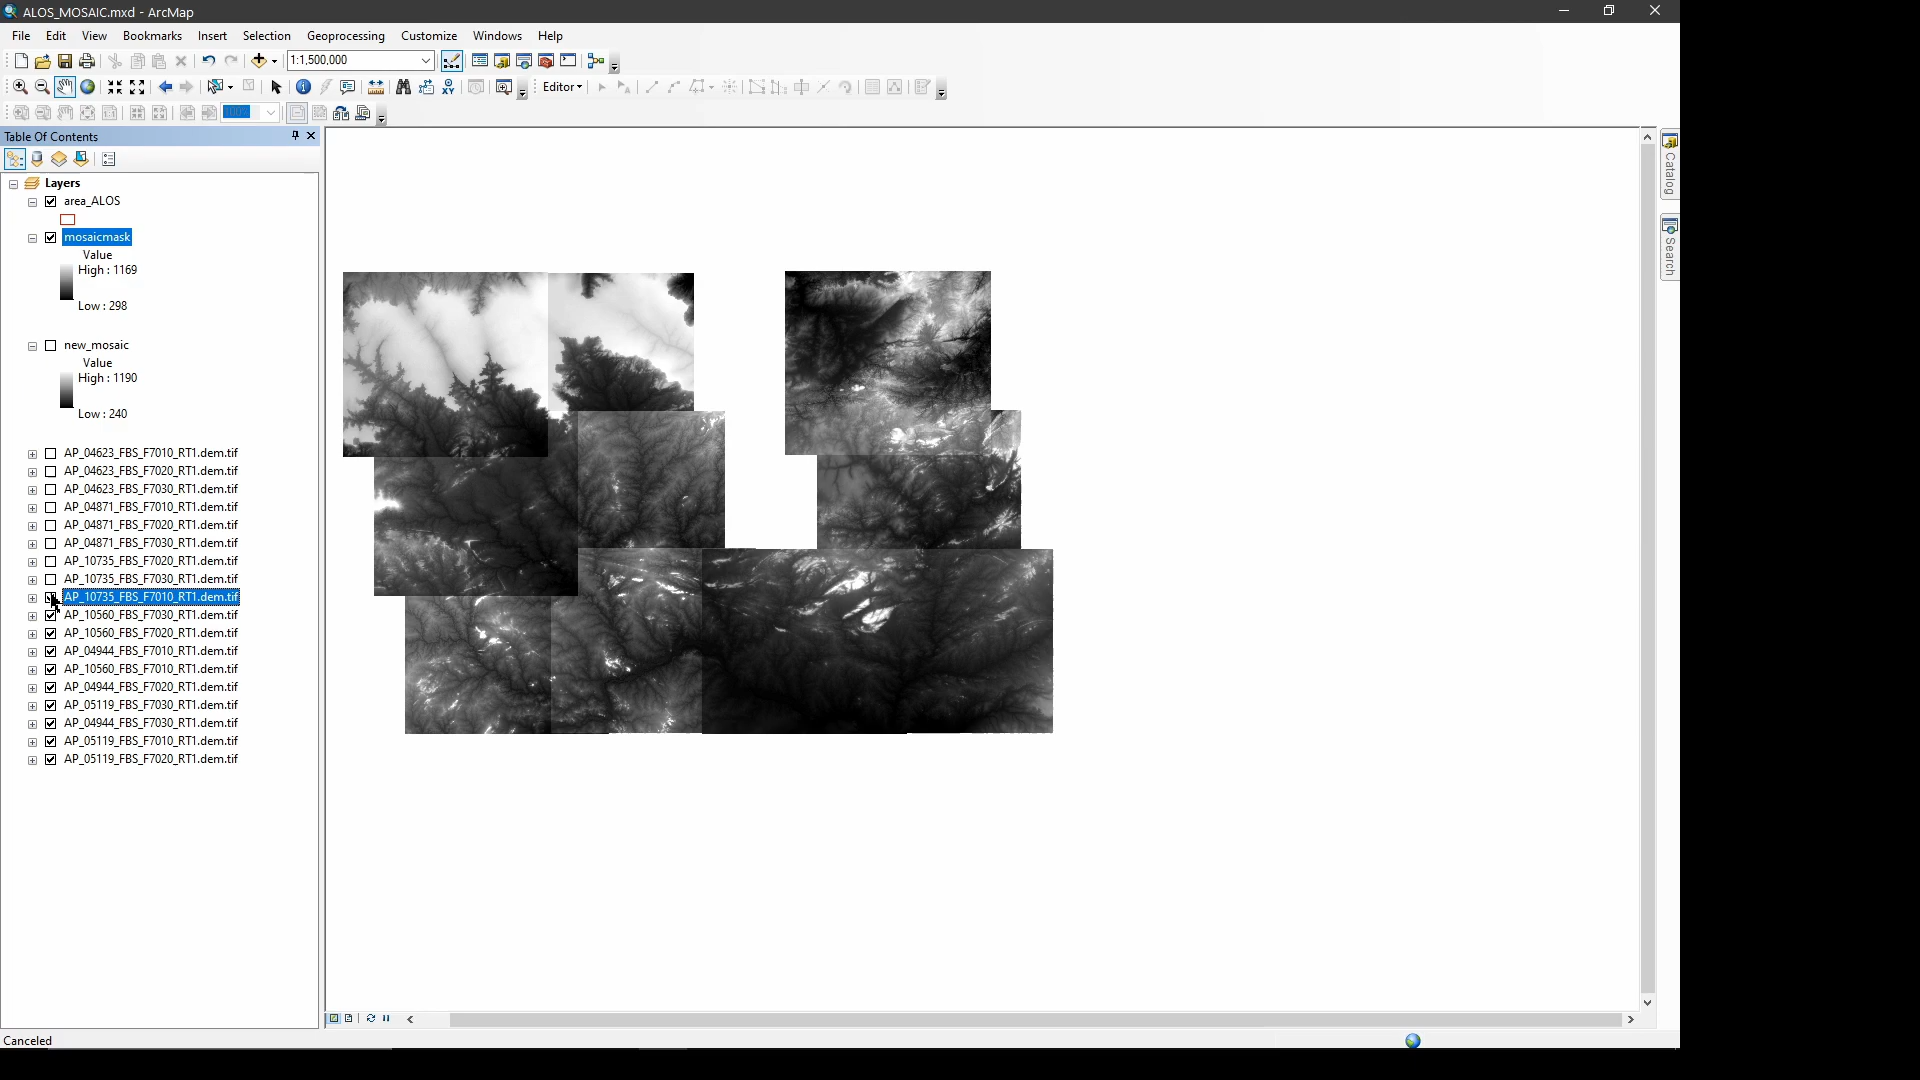 ALOS_MOSAIC.mxd - ArcMap
File Edit View Bookmarks Insert Selection Geoprocessing Customize Windows Help
1:1,500,000
Editor
100%
Table Of Contents
Layers
area_ALOS
mosaicmask
Value
High : 1169
Low : 298
new_mosaic
Value
High : 1190
Low : 240
AP_04623_FBS_F7010_RT1.dem.tif
AP_04623_FBS_F7020_RT1.dem.tif
AP_04623_FBS_F7030_RT1.dem.tif
AP_04871_FBS_F7010_RT1.dem.tif
AP_04871_FBS_F7020_RT1.dem.tif
AP_04871_FBS_F7030_RT1.dem.tif
AP_10735_FBS_F7020_RT1.dem.tif
AP_10735_FBS_F7030_RT1.dem.tif
AP_10735_FBS_F7010_RT1.dem.tif
AP_10560_FBS_F7030_RT1.dem.tif
AP_10560_FBS_F7020_RT1.dem.tif
AP_04944_FBS_F7010_RT1.dem.tif
AP_10560_FBS_F7010_RT1.dem.tif
AP_04944_FBS_F7020_RT1.dem.tif
AP_05119_FBS_F7030_RT1.dem.tif
AP_04944_FBS_F7030_RT1.dem.tif
AP_05119_FBS_F7010_RT1.dem.tif
AP_05119_FBS_F7020_RT1.dem.tif
Catalog
Search
Canceled